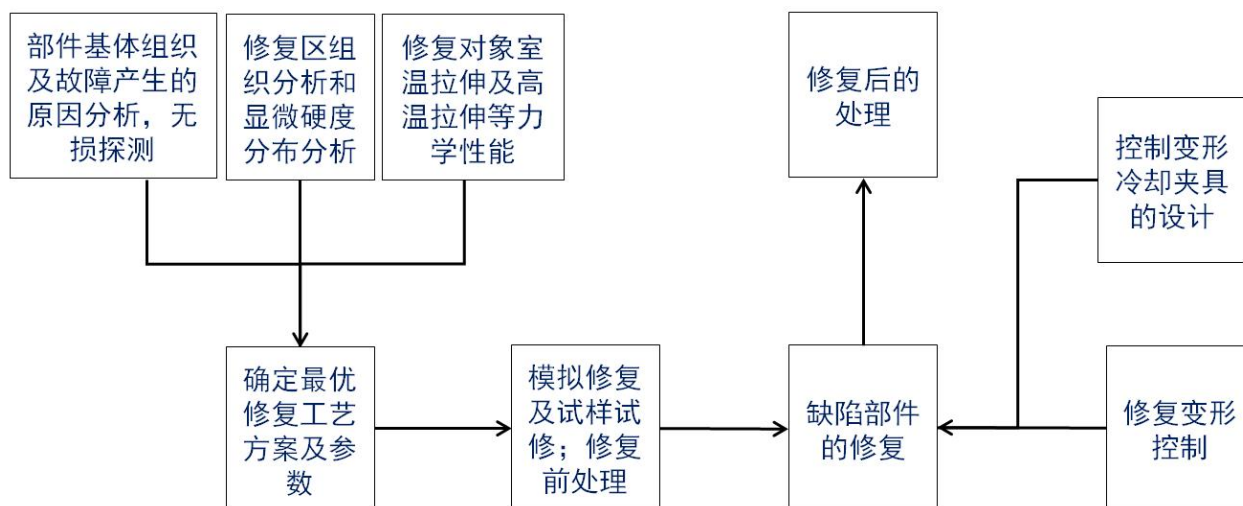 部件基体组织
及故障产生的
原因分析，无
损探测
修复区组
织分析和
显微硬度
分布分析
修复对象室
温拉伸及高
温拉伸等力
学性能
修复后的
处理
控制变形
冷却夹具
的设计
确定最优
修复工艺
方案及参
数
模拟修复
及试样试
修；修复
前处理
缺陷部件
的修复
修复变形
控制